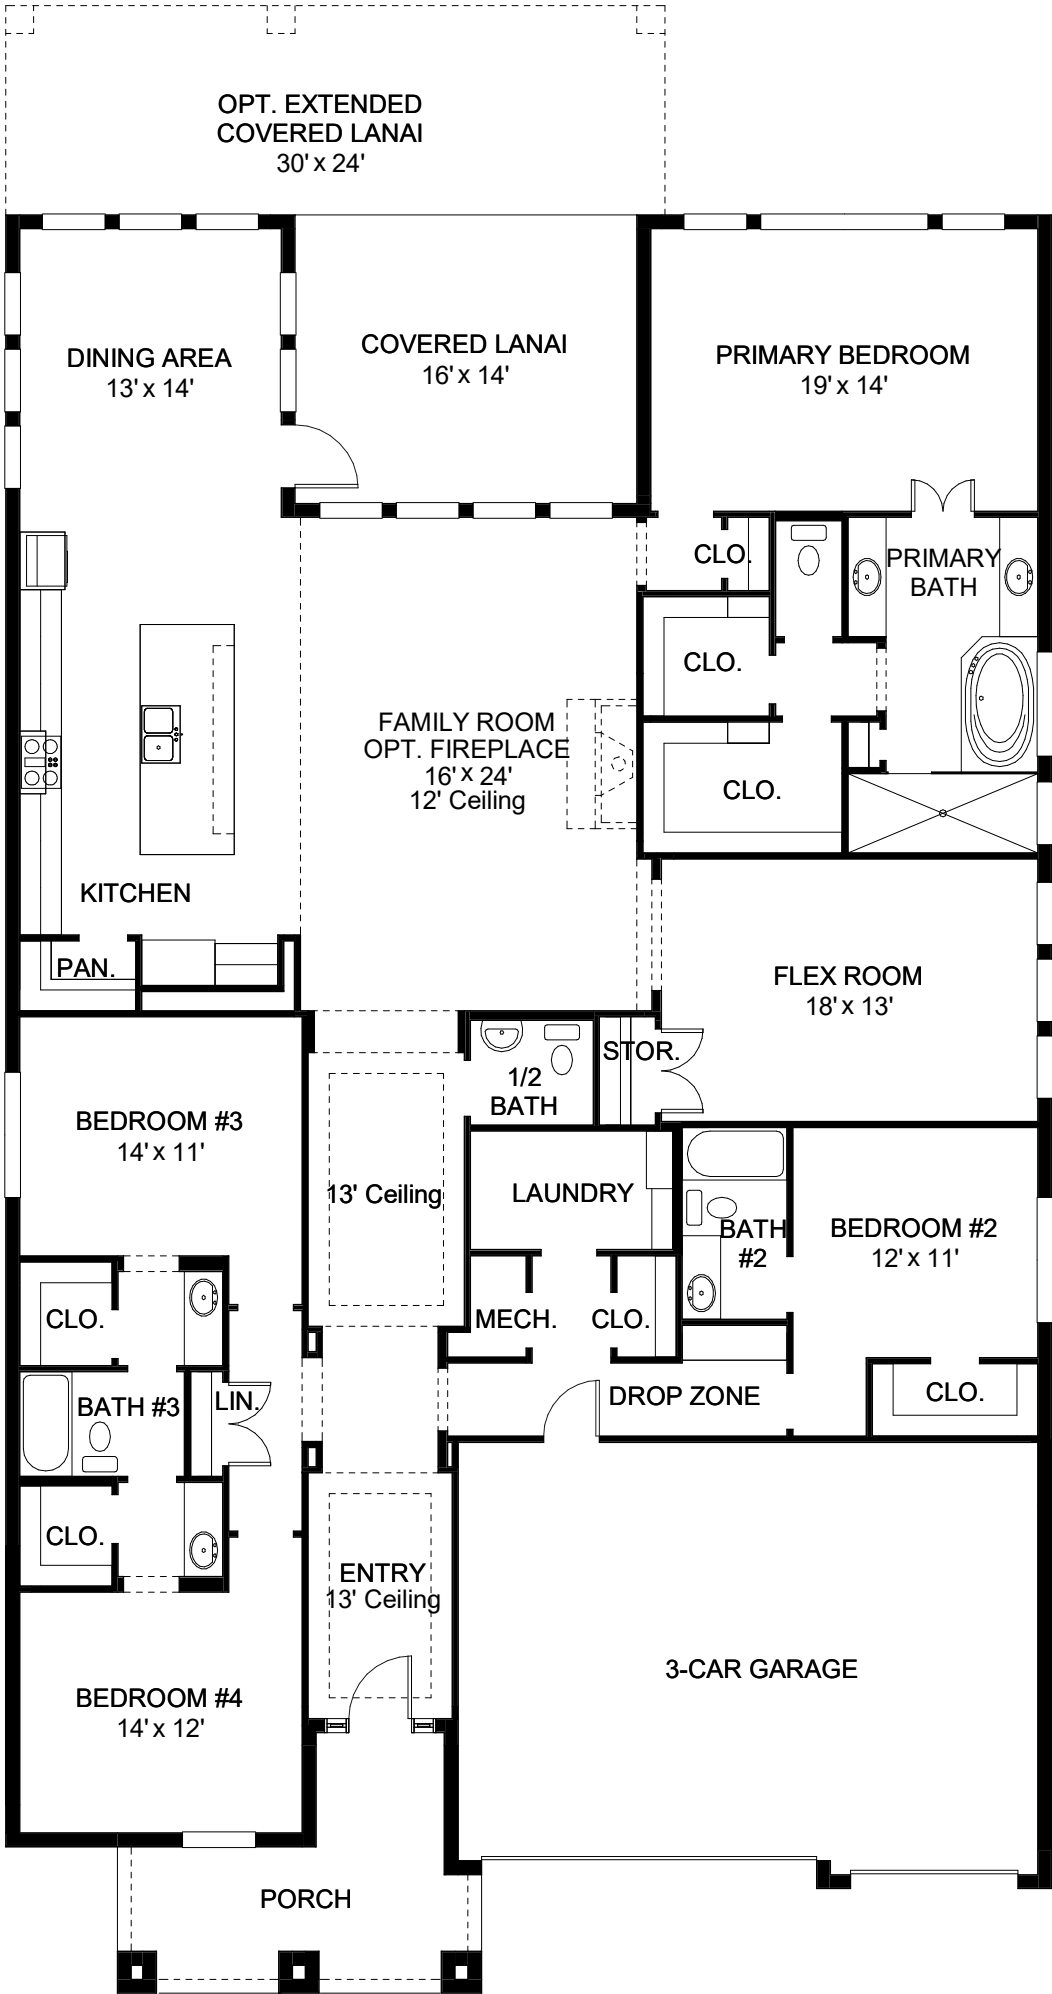 OPT. EXTENDED
COVERED LANAI
30' x 24'
DINING AREA
13' x 14'
COVERED LANAI
16' x 14'
PRIMARY BEDROOM
19' x 14'
CLO.
PRIMARY
BATH
CLO.
FAMILY ROOM
OPT. FIREPLACE
16' x 24'
12' Ceiling
CLO.
KITCHEN
PAN.
FLEX ROOM
18' x 13'
STOR.
1/2
BATH
BEDROOM #3
14' x 11'
13' Ceiling
LAUNDRY
BATH
#2
BEDROOM #2
12' x 11'
CLO.
MECH.
CLO.
BATH #3
LIN.
DROP ZONE
CLO.
CLO.
ENTRY
13' Ceiling
3-CAR GARAGE
BEDROOM #4
14' x 12'
PORCH